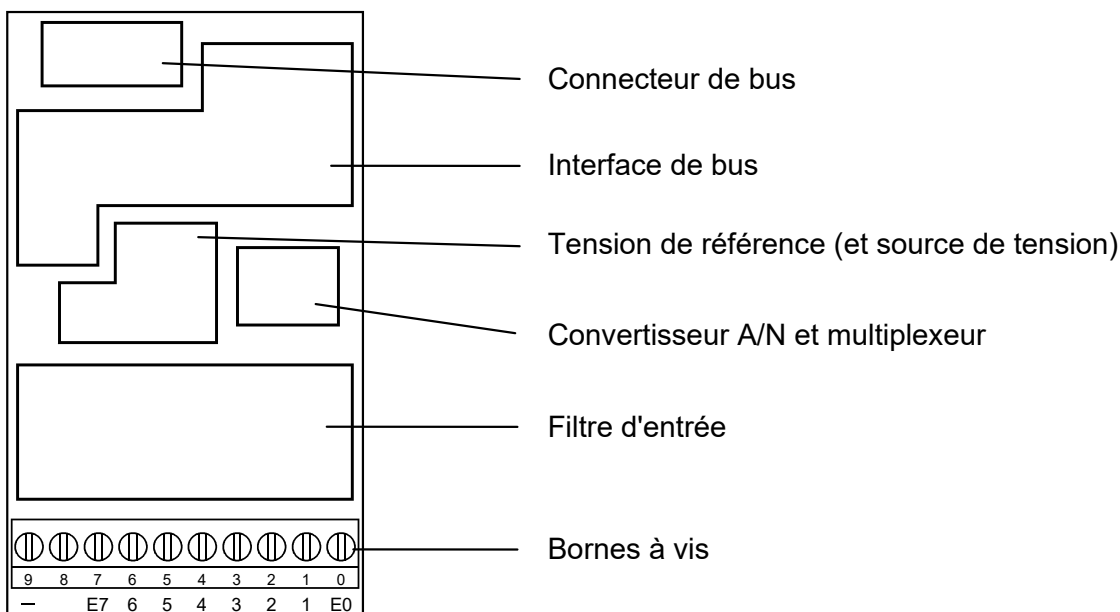 Connecteur de bus
Interface de bus
Tension de référence (et source de tension)
Convertisseur A/N et multiplexeur
Filtre d'entrée
Bornes à vis
9 8 7 6 5 4 3 2 1 0
– E7 6 5 4 3 2 1 E0